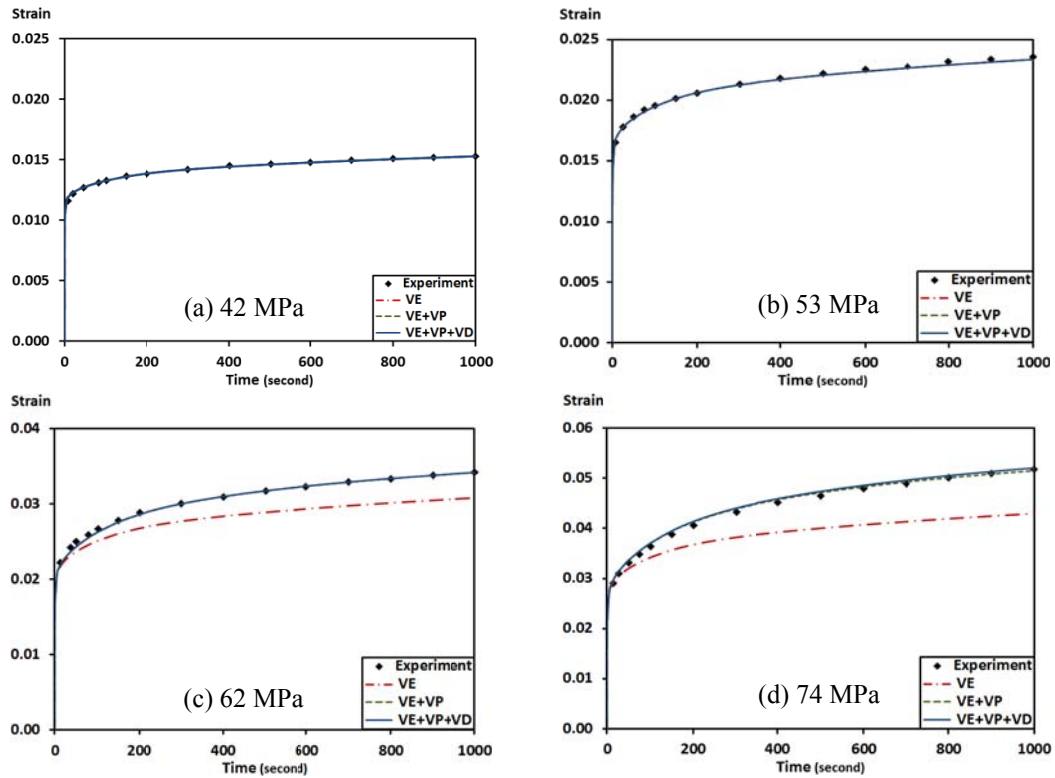 Strain
0.025
0.020
0.015
0.010
0.005
0.000
0 200 400 600 800 1000
Time (second)
Experiment
VE
VE+VP
VE+VP+VD
(a) 42 MPa
Strain
0.025
0.020
0.015
0.010
0.005
0.000
0 200 400 600 800 1000
Time (second)
Experiment
VE
VE+VP
VE+VP+VD
(b) 53 MPa
Strain
0.04
0.03
0.02
0.01
0.00
0 200 400 600 800 1000
Time (second)
Experiment
VE
VE+VP
VE+VP+VD
(c) 62 MPa
Strain
0.06
0.05
0.04
0.03
0.02
0.01
0.00
0 200 400 600 800 1000
Time (second)
Experiment
VE
VE+VP
VE+VP+VD
(d) 74 MPa